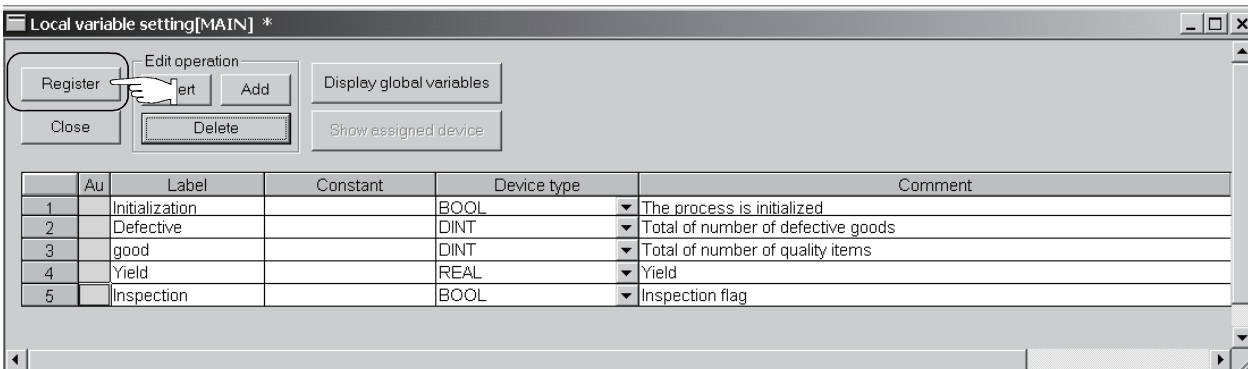 Local variable setting[MAIN] *
Edit operation
Register ert Add Display global variables
Close Delete Show assigned device
Au Label Constant Device type Comment
1 Initialization BOOL The process is initialized
2 Defective DINT Total of number of defective goods
3 good DINT Total of number of quality items
4 Yield REAL Yield
5 Inspection BOOL Inspection flag